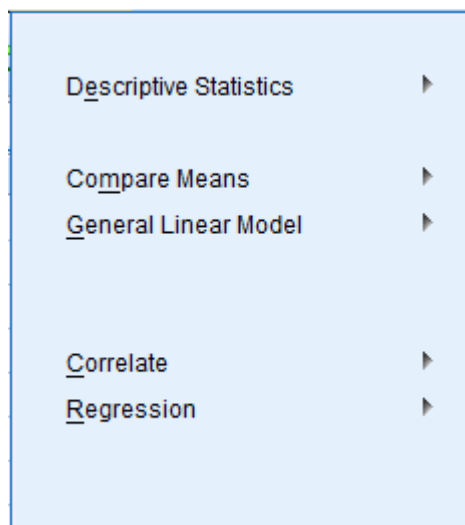 Descriptive Statistics
Compare Means
General Linear Model
Correlate
Regression